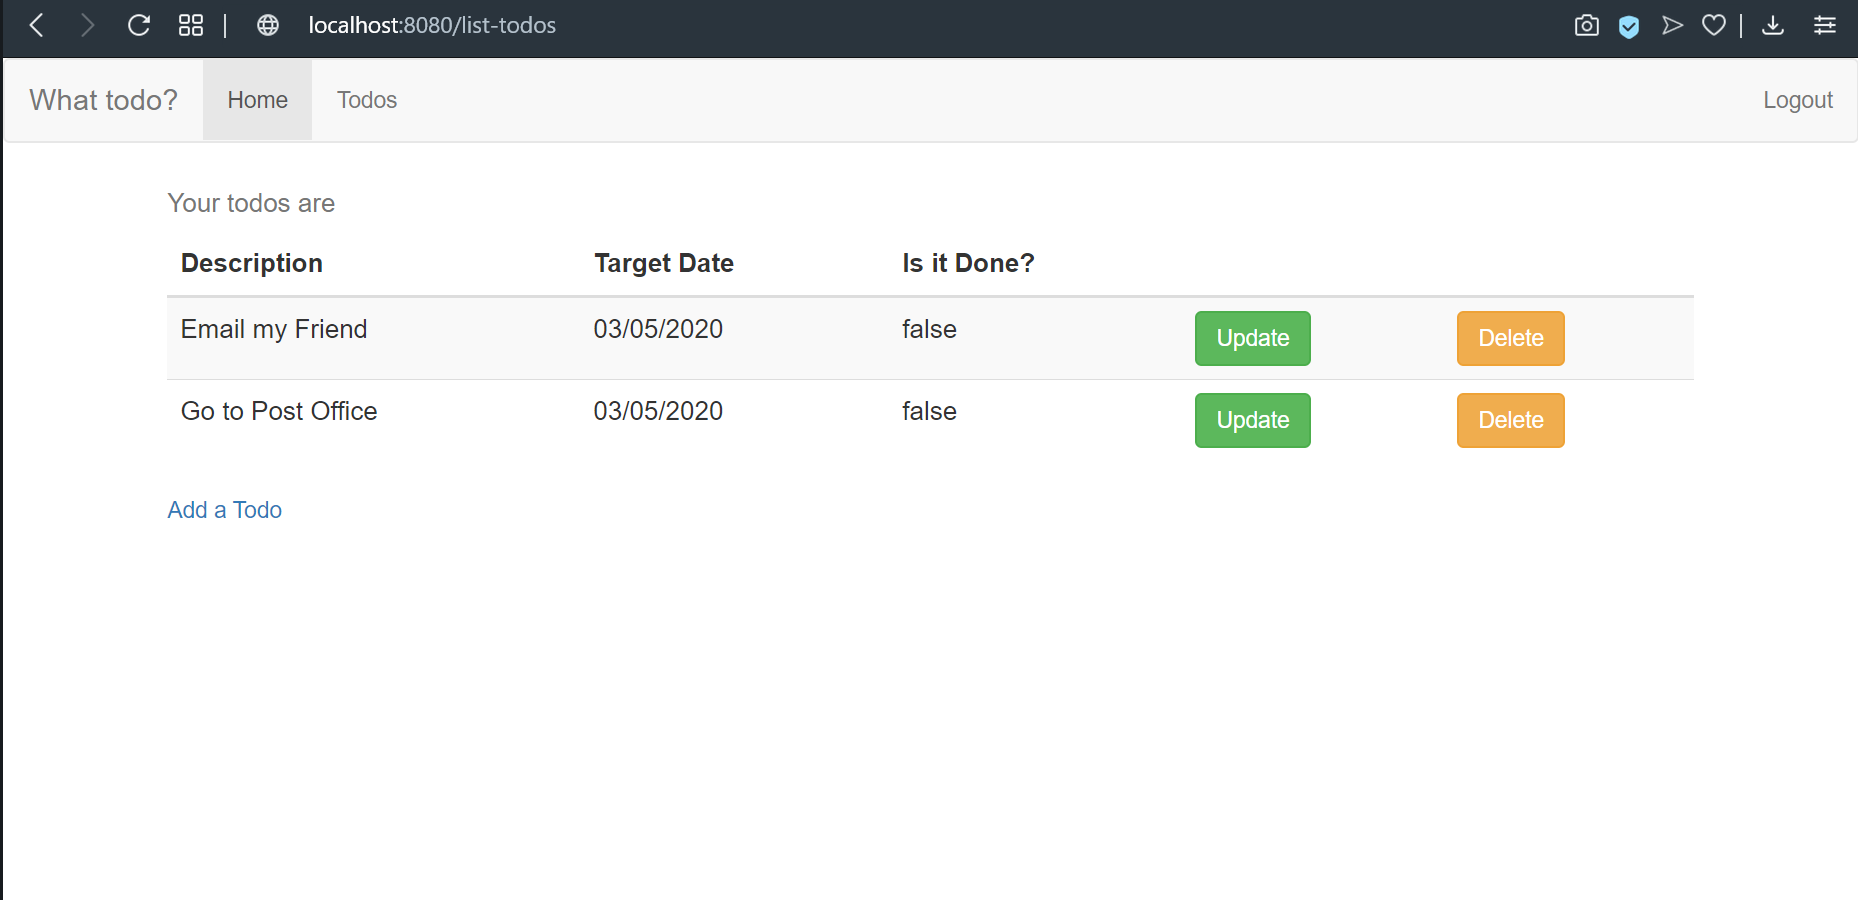 localhost:8080/list-todos
What todo? Home Todos Logout
Your todos are
Description Target Date Is it Done?
Email my Friend 03/05/2020 false Update Delete
Go to Post Office 03/05/2020 false Update Delete
Add a Todo